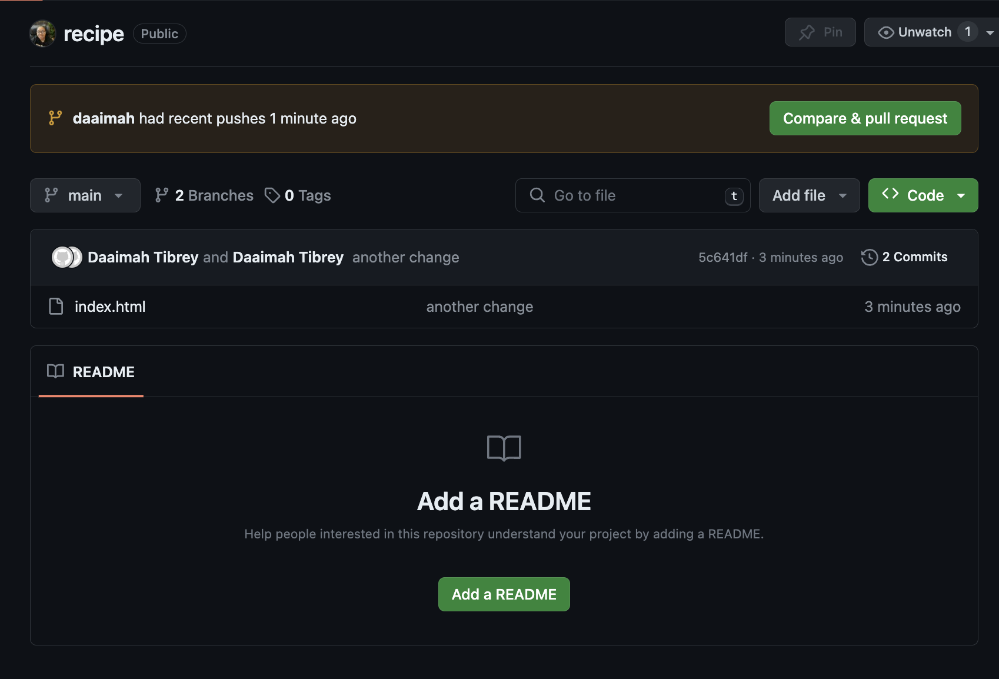 recipe Public Pin Unwatch 1
daaimah had recent pushes 1 minute ago Compare & pull request
main 2 Branches 0 Tags Go to file t Add file Code
Daaimah Tibrey and Daaimah Tibrey another change 5c641df · 3 minutes ago 2 Commits
index.html another change 3 minutes ago
README
Add a README
Help people interested in this repository understand your project by adding a README.
Add a README